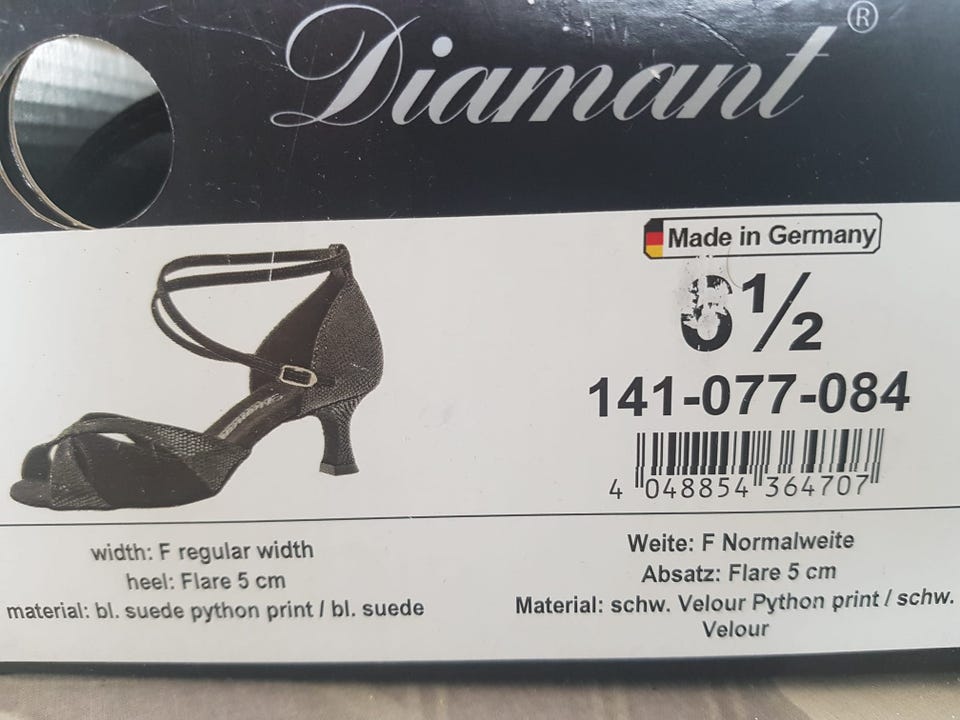 Diamant®
Made in Germany
6½
141-077-084
4 048854 364707
width: F regular width
heel: Flare 5 cm
material: bl. suede python print / bl. suede
Weite: F Normalweite
Absatz: Flare 5 cm
Material: schw. Velour Python print / schw.
Velour